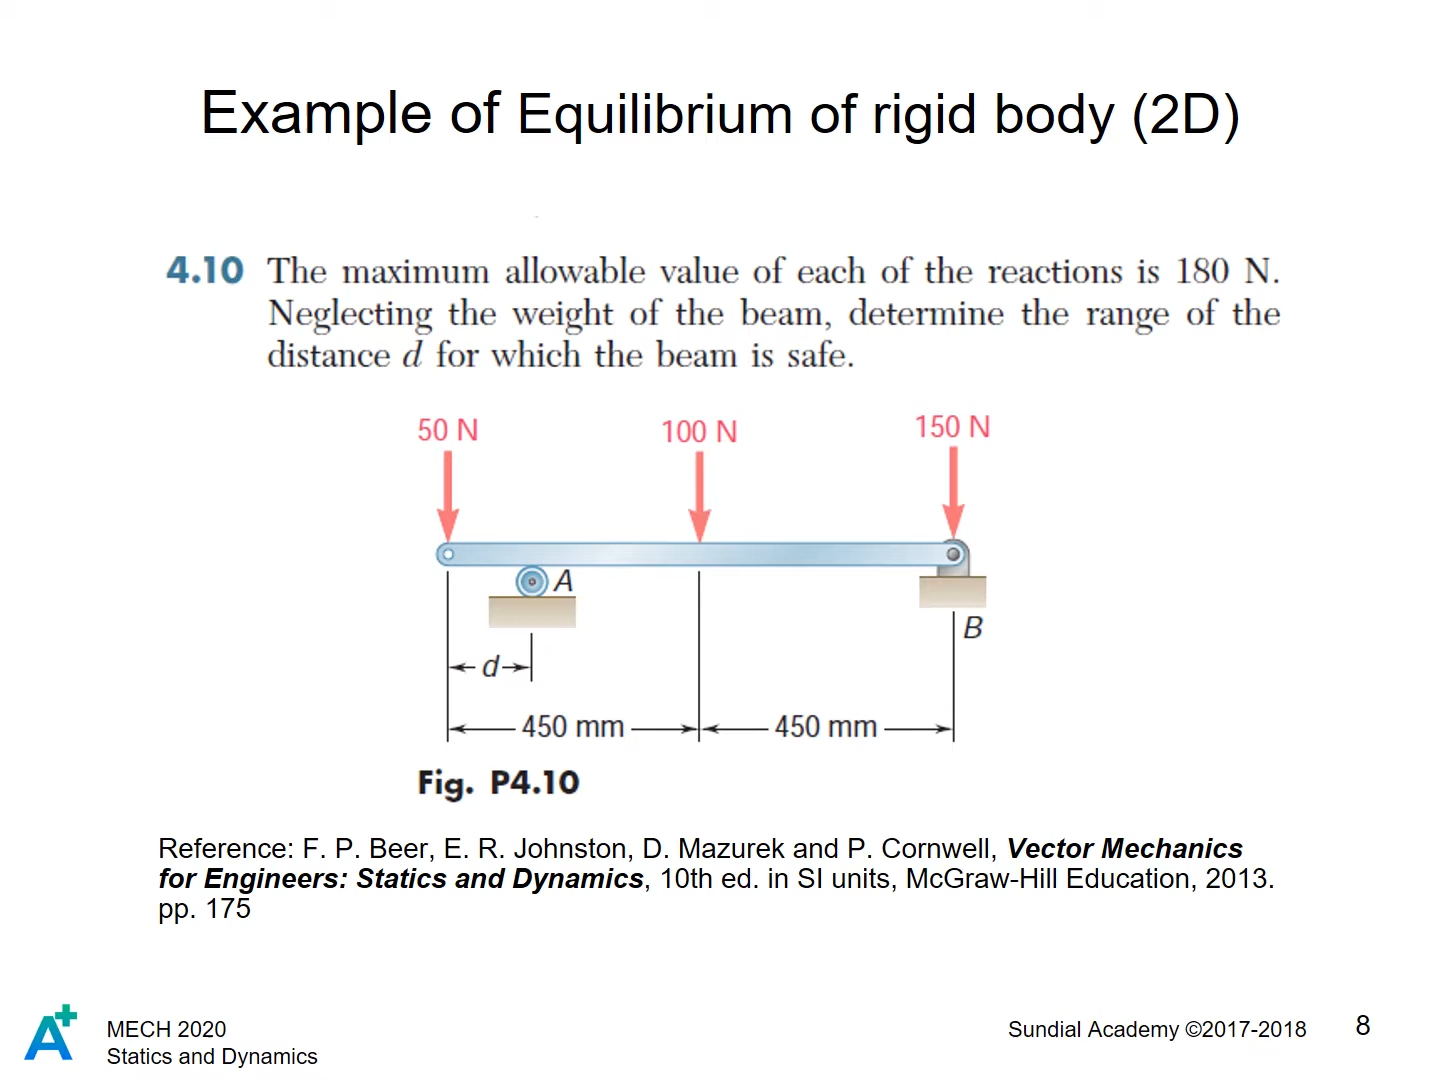 Example of Equilibrium of rigid body (2D)
4.10 The maximum allowable value of each of the reactions is 180 N.
Neglecting the weight of the beam, determine the range of the
distance d for which the beam is safe.
50 N
100 N
150 N
A
B
d
450 mm
450 mm
Fig. P4.10
Reference: F. P. Beer, E. R. Johnston, D. Mazurek and P. Cornwell, Vector Mechanics
for Engineers: Statics and Dynamics, 10th ed. in SI units, McGraw-Hill Education, 2013.
pp. 175
A+
MECH 2020
Statics and Dynamics
Sundial Academy ©2017-2018
8